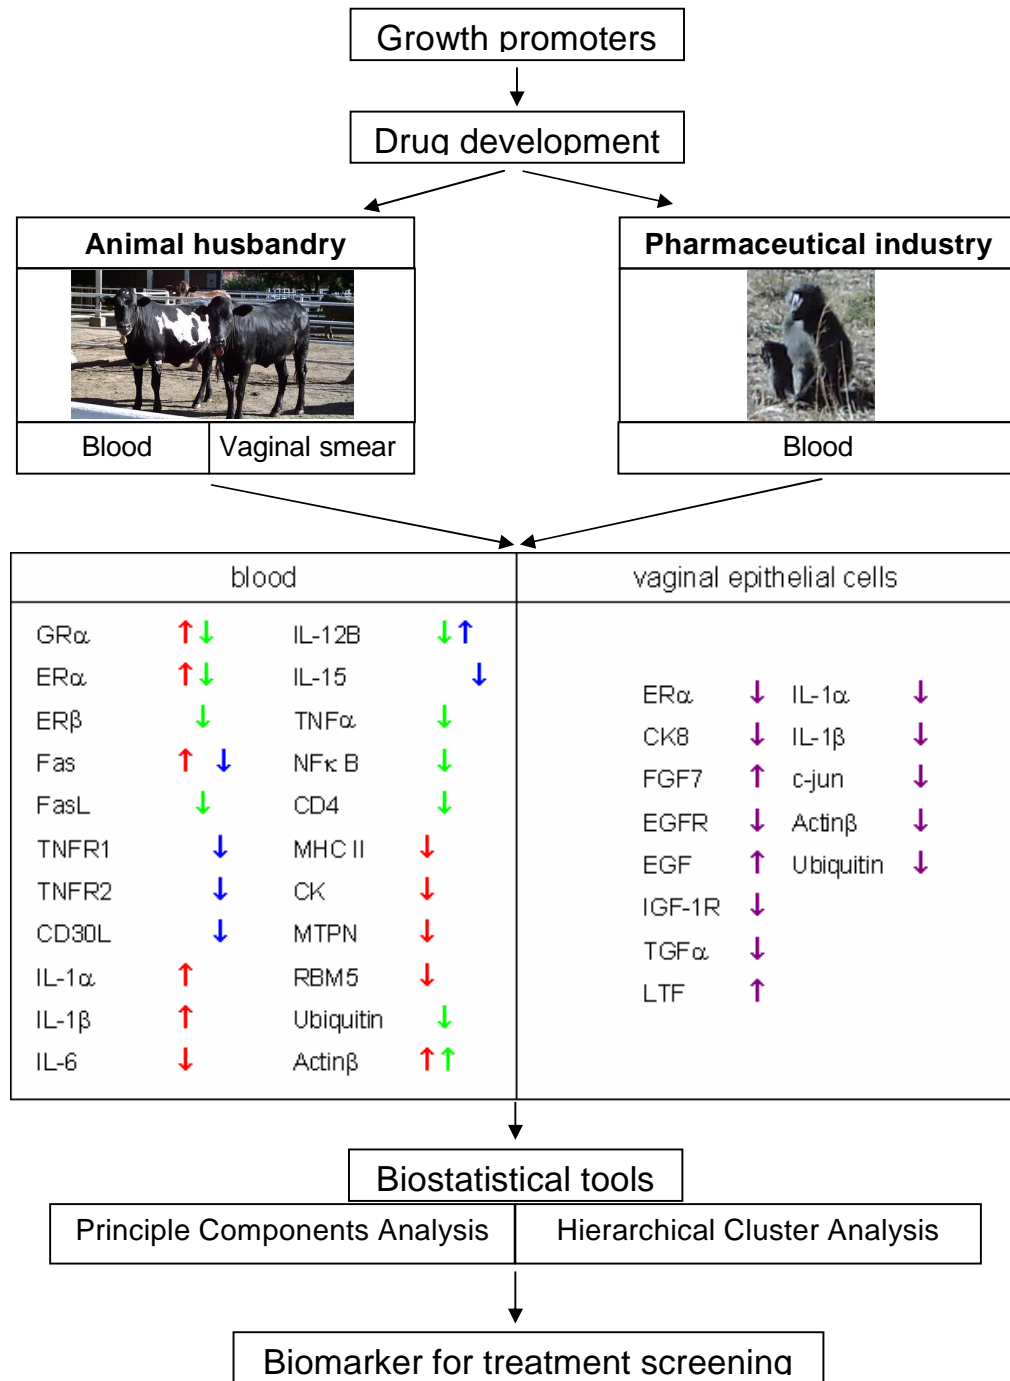 Growth promoters
Drug development
Animal husbandry
Pharmaceutical industry
Blood
Vaginal smear
Blood
blood
vaginal epithelial cells
GRα ↑↓ IL-12B ↓↑
ERα ↑↓ IL-15 ↓
ERβ ↓ TNFα ↓
Fas ↑ ↓ NFκ B ↓
FasL ↓ CD4 ↓
TNFR1 ↓ MHC II ↓
TNFR2 ↓ CK ↓
CD30L ↓ MTPN ↓
IL-1α ↑ RBM5 ↓
IL-1β ↑ Ubiquitin ↓
IL-6 ↓ Actinβ ↑↑
ERα ↓ IL-1α ↓
CK8 ↓ IL-1β ↓
FGF7 ↑ c-jun ↓
EGFR ↓ Actinβ ↓
EGF ↑ Ubiquitin ↓
IGF-1R ↓
TGFα ↓
LTF ↑
Biostatistical tools
Principle Components Analysis
Hierarchical Cluster Analysis
Biomarker for treatment screening